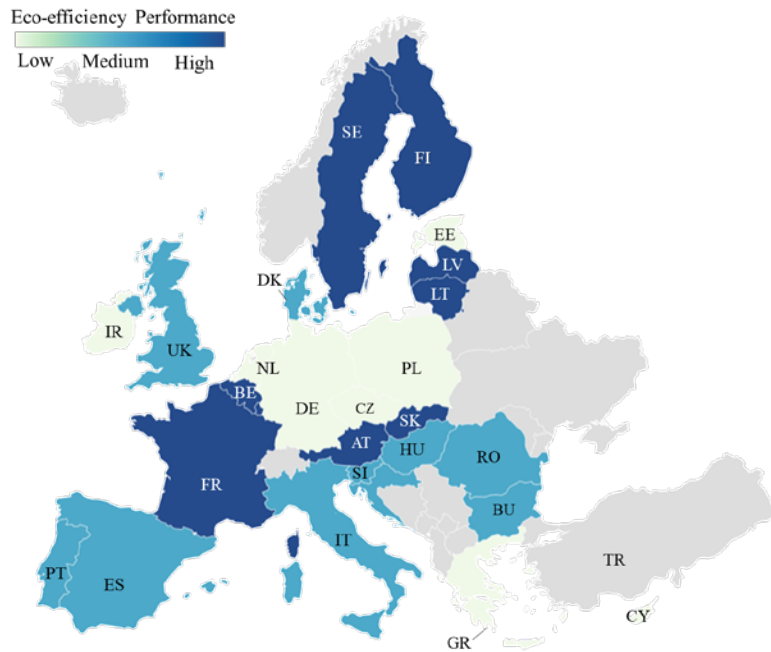 Eco-efficiency Performance
Low Medium High
SE
FI
EE
LV
DK
LT
IR
UK
NL
PL
BE
DE
CZ
SK
AT
HU
FR
SI
RO
BU
IT
PT
ES
TR
CY
GR